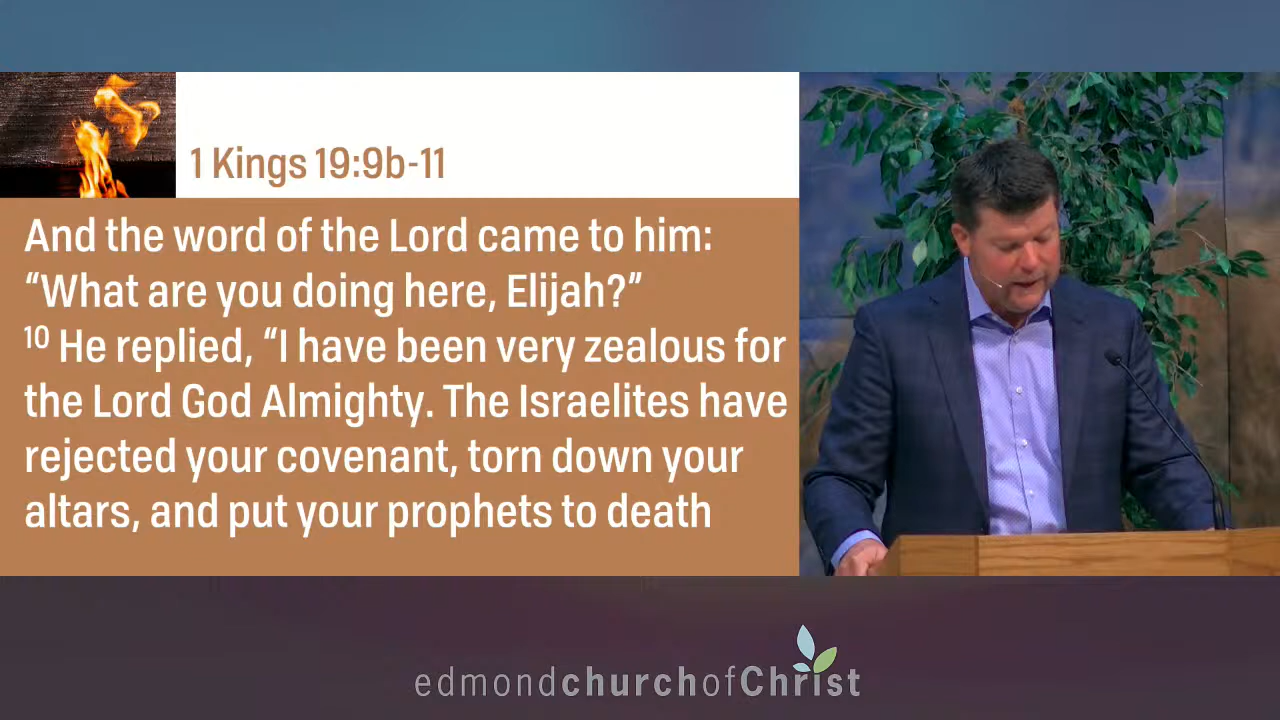 1 Kings 19:9b-11
And the word of the Lord came to him:
“What are you doing here, Elijah?”
10 He replied, “I have been very zealous for
the Lord God Almighty. The Israelites have
rejected your covenant, torn down your
altars, and put your prophets to death
edmondchurchofChrist